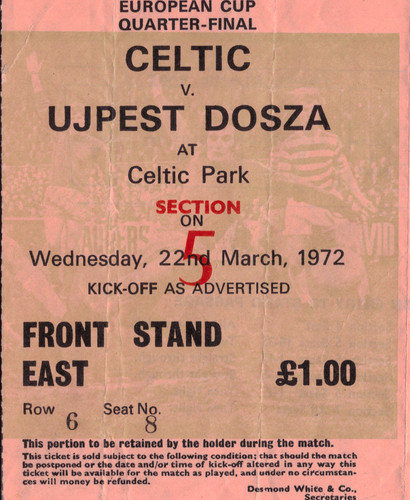 EUROPEAN CUP
QUARTER-FINAL
CELTIC
V.
UJPEST DOSZA
AT
Celtic Park
SECTION
ON
5
Wednesday, 22nd March, 1972
KICK-OFF AS ADVERTISED
FRONT STAND
EAST £1.00
Row 6 Seat No. 8
This portion to be retained by the holder during the match.
This ticket is sold subject to the following condition; that should the match
be postponed or the date and/or time of kick-off altered in any way this
ticket will be available for the match as played, and under no circumstan-
ces will money be refunded.
Desmond White & Co.,
Secretaries